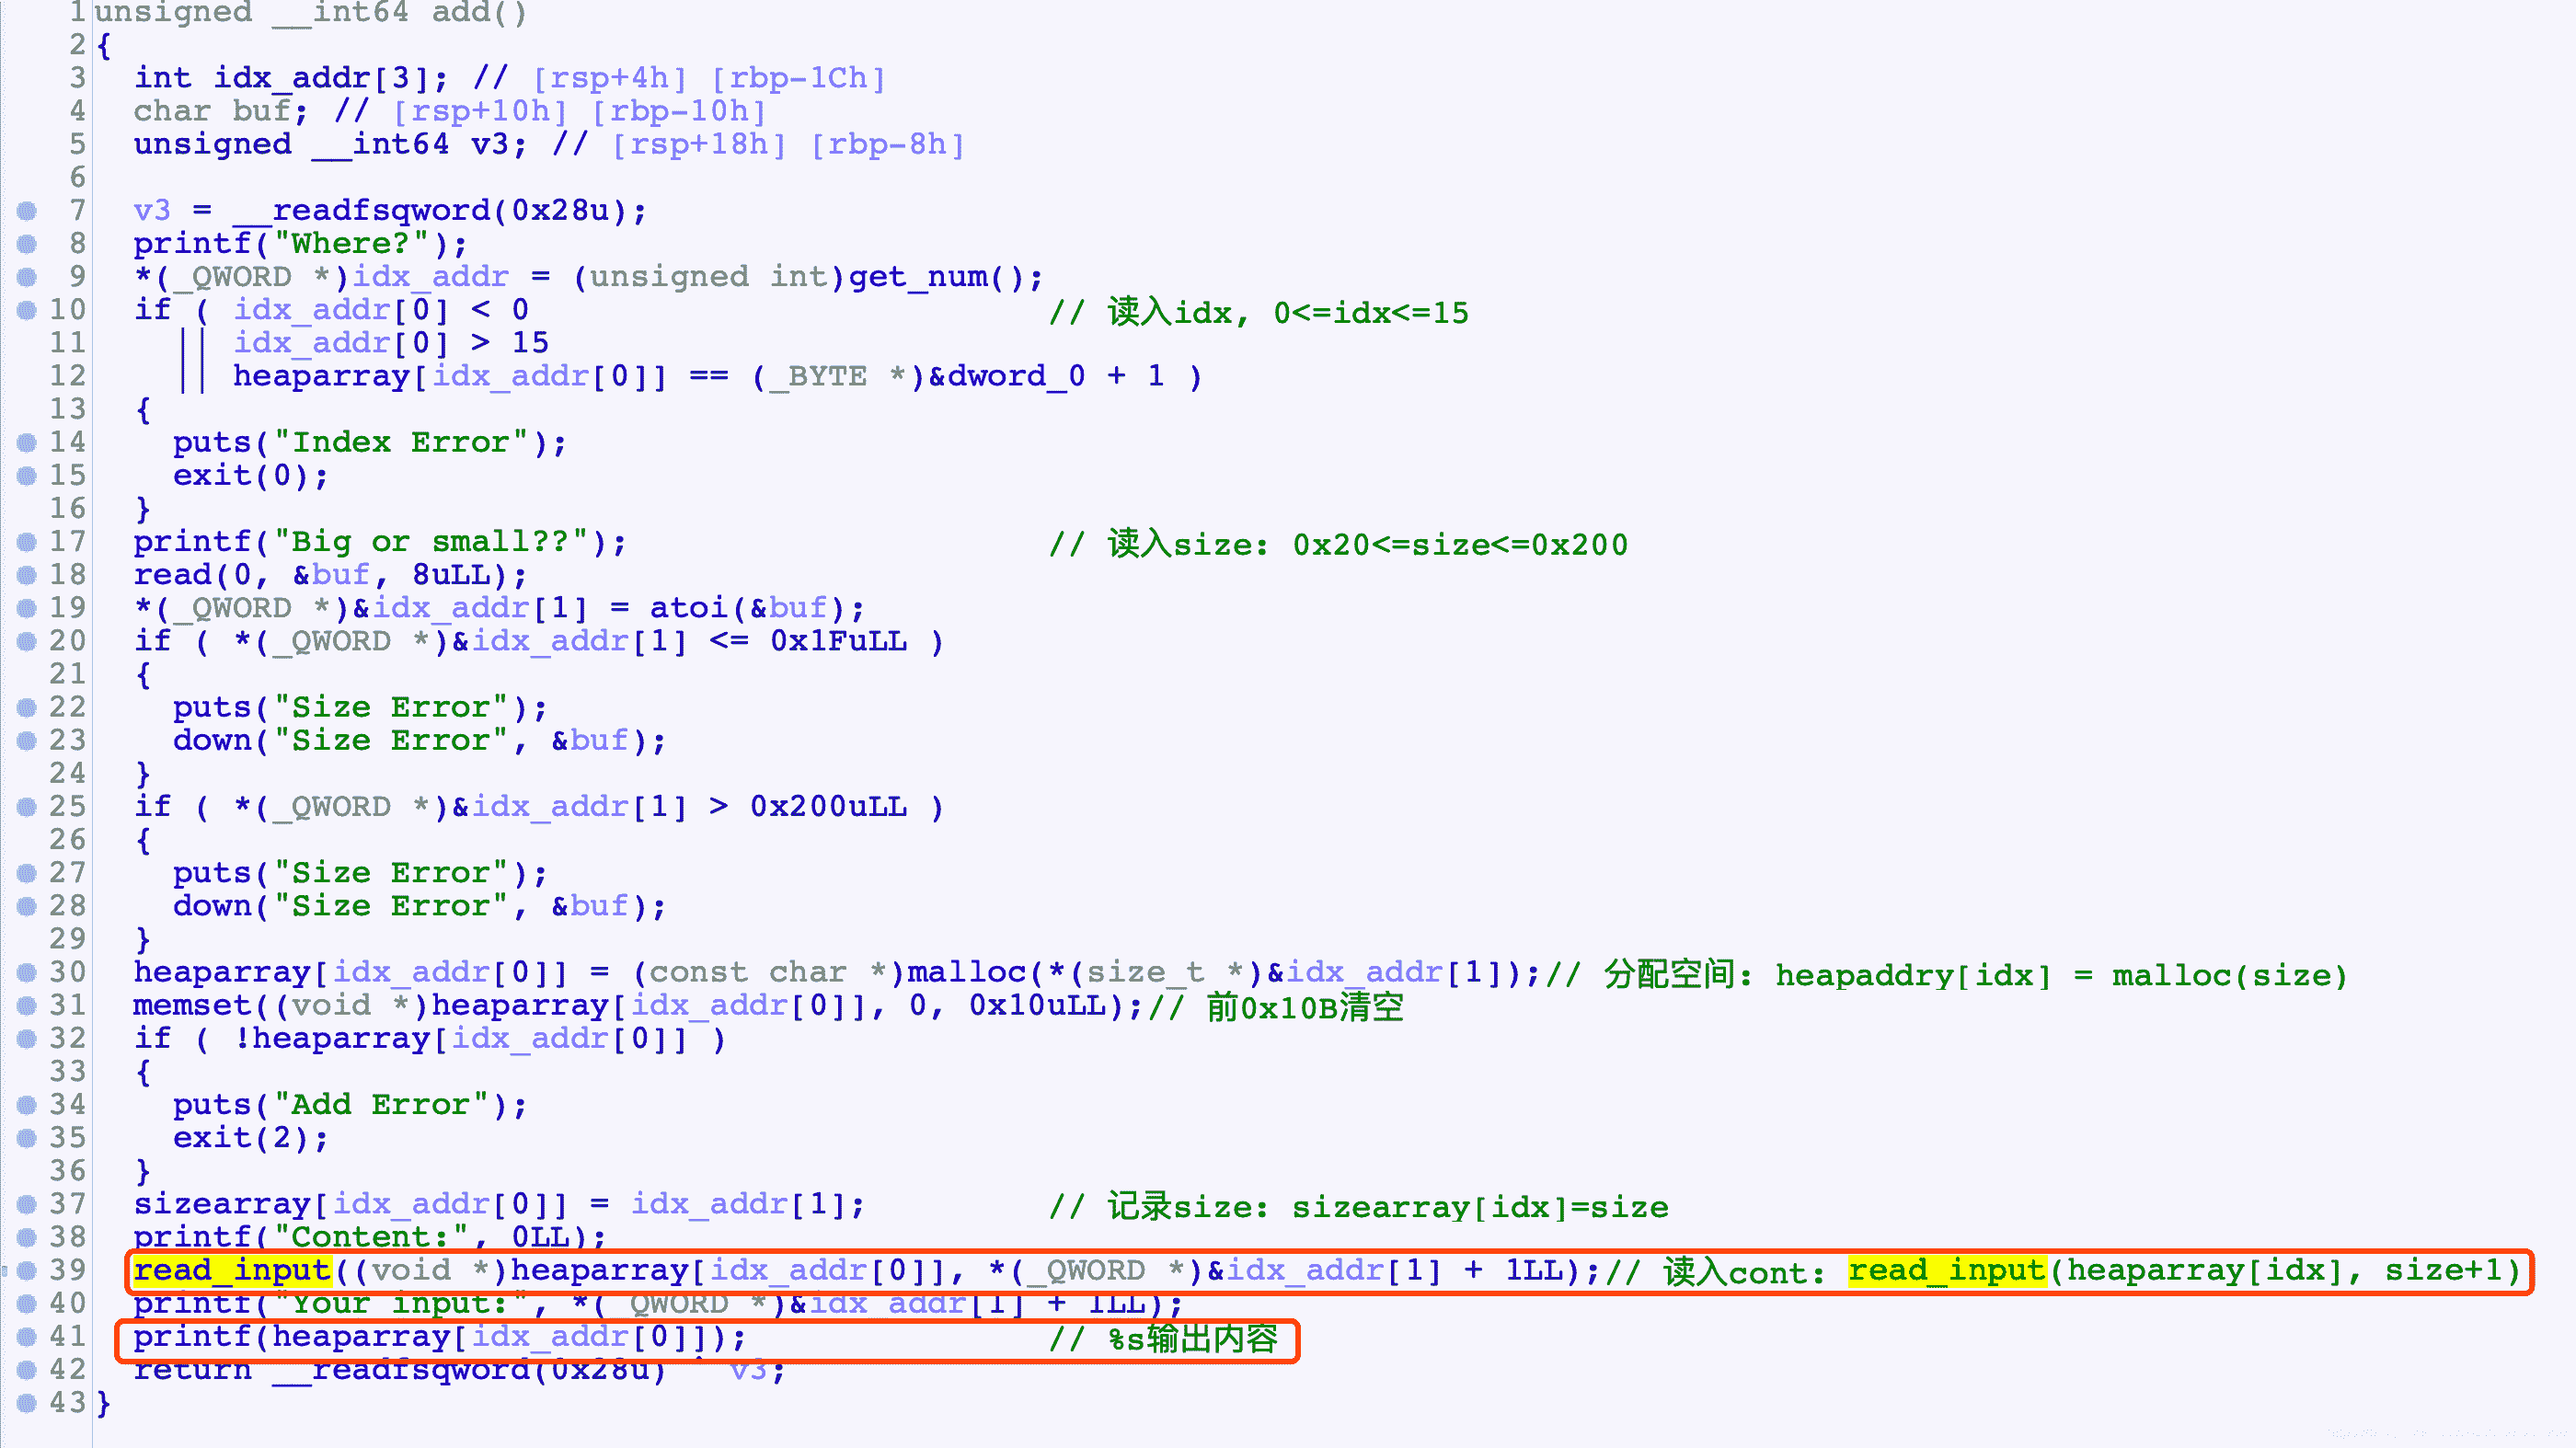 1 unsigned __int64 add()
2 {
3 int idx_addr[3]; // [rsp+4h] [rbp-1Ch]
4 char buf; // [rsp+10h] [rbp-10h]
5 unsigned __int64 v3; // [rsp+18h] [rbp-8h]
6
7 v3 = __readfsqword(0x28u);
8 printf("Where?");
9 *(_QWORD *)idx_addr = (unsigned int)get_num();
10 if ( idx_addr[0] < 0 // 读入idx, 0<=idx<=15
11 || idx_addr[0] > 15
12 || heaparray[idx_addr[0]] == (_BYTE *)&dword_0 + 1 )
13 {
14 puts("Index Error");
15 exit(0);
16 }
17 printf("Big or small??"); // 读入size: 0x20<=size<=0x200
18 read(0, &buf, 8uLL);
19 *(_QWORD *)&idx_addr[1] = atoi(&buf);
20 if ( *(_QWORD *)&idx_addr[1] <= 0x1FuLL )
21 {
22 puts("Size Error");
23 down("Size Error", &buf);
24 }
25 if ( *(_QWORD *)&idx_addr[1] > 0x200uLL )
26 {
27 puts("Size Error");
28 down("Size Error", &buf);
29 }
30 heaparray[idx_addr[0]] = (const char *)malloc(*(size_t *)&idx_addr[1]);// 分配空间: heapaddry[idx] = malloc(size)
31 memset((void *)heaparray[idx_addr[0]], 0, 0x10uLL);// 前0x10B清空
32 if ( !heaparray[idx_addr[0]] )
33 {
34 puts("Add Error");
35 exit(2);
36 }
37 sizearray[idx_addr[0]] = idx_addr[1]; // 记录size: sizearray[idx]=size
38 printf("Content:", 0LL);
39 read_input((void *)heaparray[idx_addr[0]], *(_QWORD *)&idx_addr[1] + 1LL);// 读入cont: read_input(heaparray[idx], size+1)
40 printf("Your input:", *(_QWORD *)&idx_addr[1] + 1LL);
41 printf(heaparray[idx_addr[0]]); // %s输出内容
42 return __readfsqword(0x28u) ^ v3;
43 }